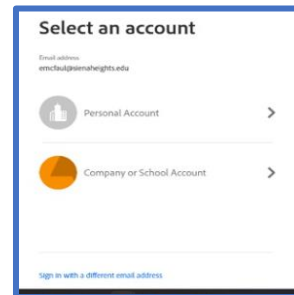 Select an account
Email address
emcfaul@sienaheights.edu
Personal Account
Company or School Account
Sign in with a different email address